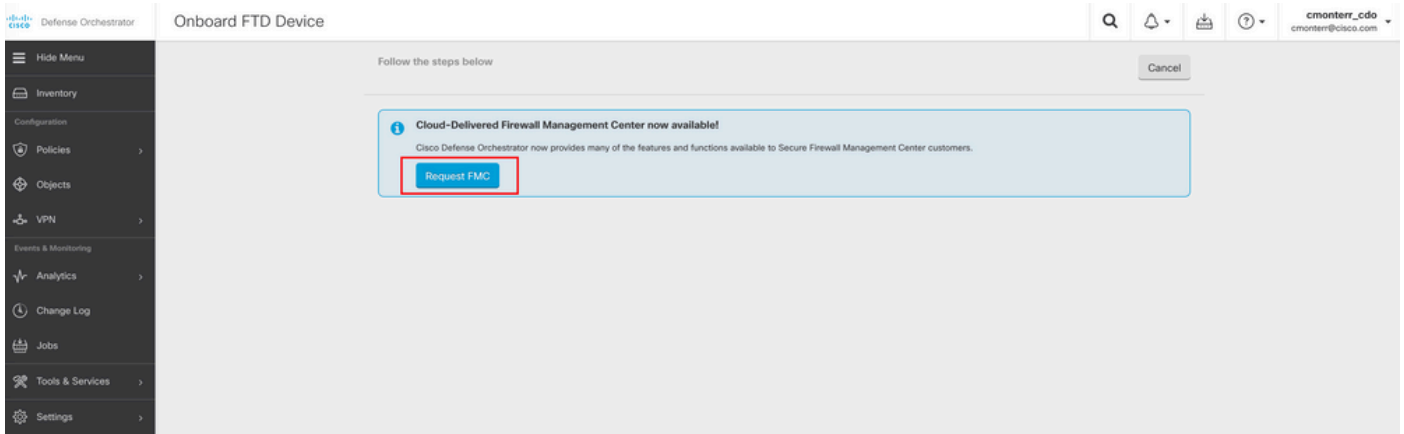 cisco Defense Orchestrator
Onboard FTD Device
cmonterr_cdo
cmonterr@cisco.com
Hide Menu
Inventory
Configuration
Policies
Objects
VPN
Events & Monitoring
Analytics
Change Log
Jobs
Tools & Services
Settings
Follow the steps below
Cancel
Cloud-Delivered Firewall Management Center now available!
Cisco Defense Orchestrator now provides many of the features and functions available to Secure Firewall Management Center customers.
Request FMC